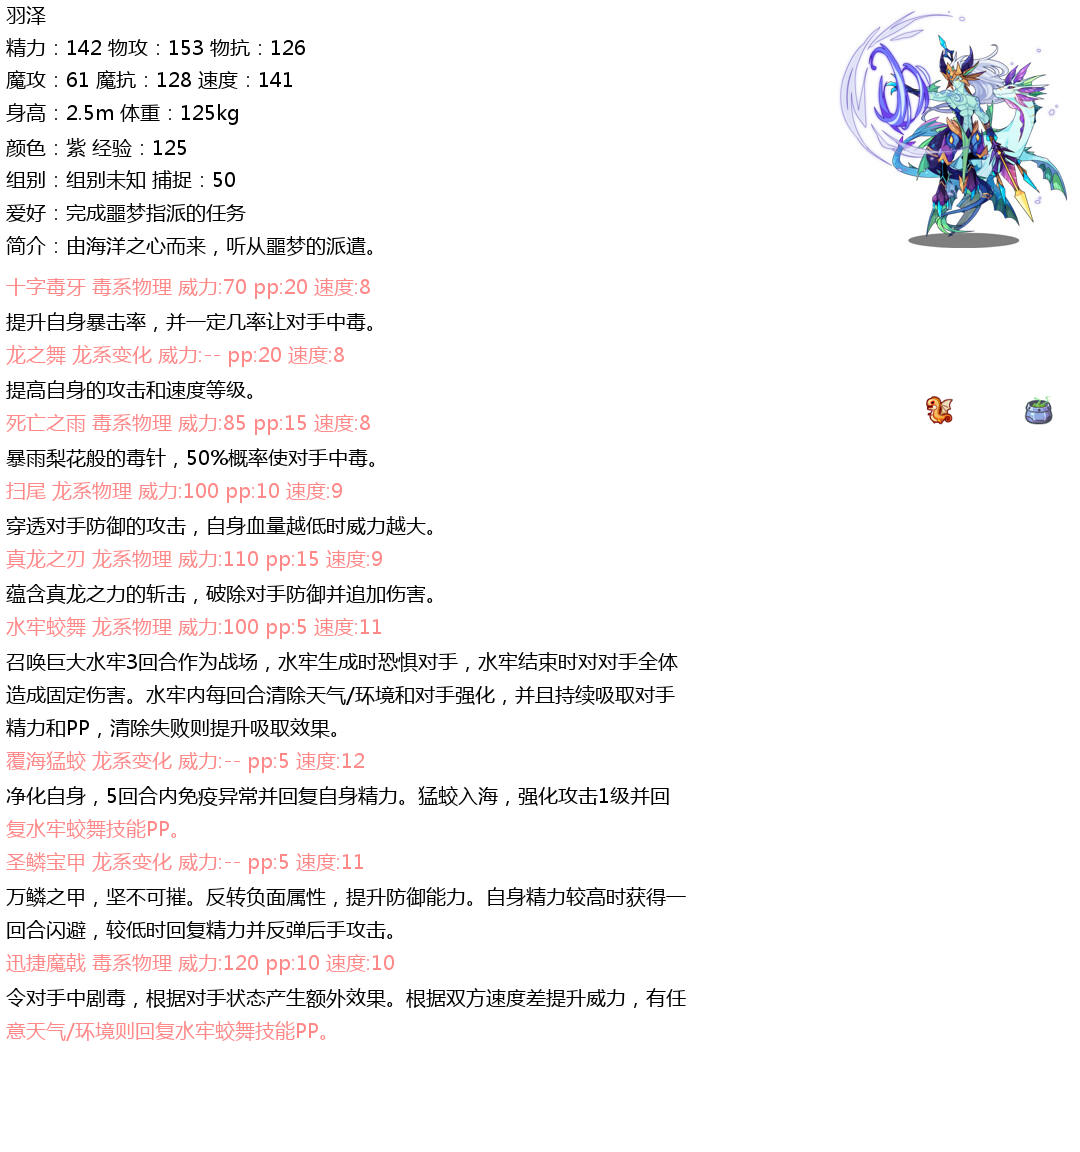 羽泽
精力：142 物攻：153 物抗：126
魔攻：61 魔抗：128 速度：141
身高：2.5m 体重：125kg
颜色：紫 经验：125
组别：组别未知 捕捉：50
爱好：完成噩梦指派的任务
简介：由海洋之心而来，听从噩梦的派遣。
十字毒牙 毒系物理 威力:70 pp:20 速度:8
提升自身暴击率，并一定几率让对手中毒。
龙之舞 龙系变化 威力:-- pp:20 速度:8
提高自身的攻击和速度等级。
死亡之雨 毒系物理 威力:85 pp:15 速度:8
暴雨梨花般的毒针，50%概率使对手中毒。
扫尾 龙系物理 威力:100 pp:10 速度:9
穿透对手防御的攻击，自身血量越低时威力越大。
真龙之刃 龙系物理 威力:110 pp:15 速度:9
蕴含真龙之力的斩击，破除对手防御并追加伤害。
水牢蛟舞 龙系物理 威力:100 pp:5 速度:11
召唤巨大水牢3回合作为战场，水牢生成时恐惧对手，水牢结束时对对手全体
造成固定伤害。水牢内每回合清除天气/环境和对手强化，并且持续吸取对手
精力和PP，清除失败则提升吸取效果。
覆海猛蛟 龙系变化 威力:-- pp:5 速度:12
净化自身，5回合内免疫异常并回复自身精力。猛蛟入海，强化攻击1级并回
复水牢蛟舞技能PP。
圣鳞宝甲 龙系变化 威力:-- pp:5 速度:11
万鳞之甲，坚不可摧。反转负面属性，提升防御能力。自身精力较高时获得一
回合闪避，较低时回复精力并反弹后手攻击。
迅捷魔戟 毒系物理 威力:120 pp:10 速度:10
令对手中剧毒，根据对手状态产生额外效果。根据双方速度差提升威力，有任
意天气/环境则回复水牢蛟舞技能PP。